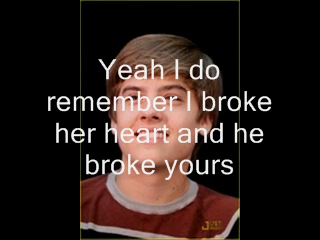 Yeah I do
remember I broke
her heart and he
broke yours